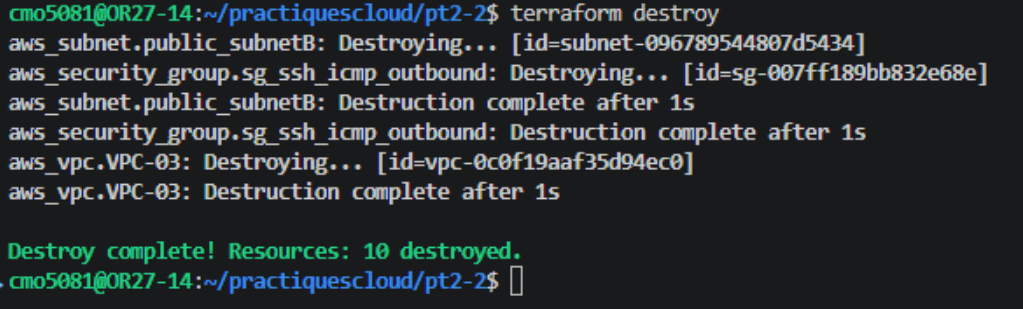 cmo5081@OR27-14:~/practiquescloud/pt2-2$ terraform destroy
aws_subnet.public_subnetB: Destroying... [id=subnet-096789544807d5434]
aws_security_group.sg_ssh_icmp_outbound: Destroying... [id=sg-007ff189bb832e68e]
aws_subnet.public_subnetB: Destruction complete after 1s
aws_security_group.sg_ssh_icmp_outbound: Destruction complete after 1s
aws_vpc.VPC-03: Destroying... [id=vpc-0c0f19aaf35d94ec0]
aws_vpc.VPC-03: Destruction complete after 1s
Destroy complete! Resources: 10 destroyed.
cmo5081@OR27-14:~/practiquescloud/pt2-2$